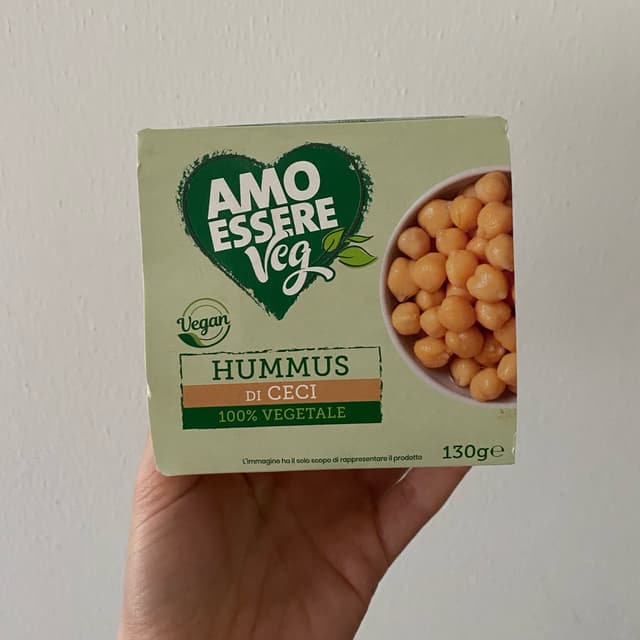 AMO
ESSERE
Veg
Vegan
HUMMUS
DI CECI
100% VEGETALE
L'immagine ha il solo scopo di rappresentare il prodotto
130g℮